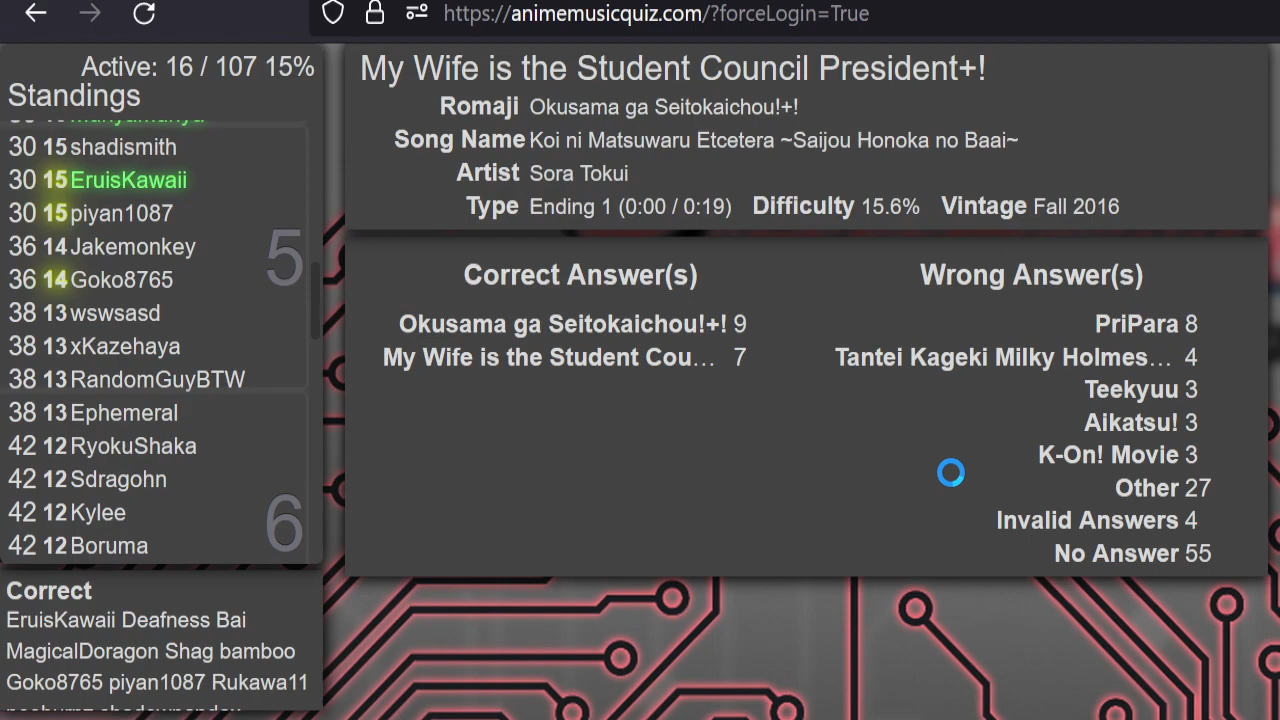 https://animemusicquiz.com/?forceLogin=True
Active: 16 / 107 15%
Standings
30 15 shadismith
30 15 EruisKawaii
30 15 piyan1087
36 14 Jakemonkey
36 14 Goko8765
5
38 13 wswsasd
38 13 xKazehaya
38 13 RandomGuyBTW
38 13 Ephemeral
42 12 RyokuShaka
42 12 Sdragohn
42 12 Kylee
42 12 Boruma
6
Correct
EruisKawaii Deafness Bai
MagicalDoragon Shag bamboo
Goko8765 piyan1087 Rukawa11
My Wife is the Student Council President+!
Romaji Okusama ga Seitokaichou!+!
Song Name Koi ni Matsuwaru Etcetera ~Saijou Honoka no Baai~
Artist Sora Tokui
Type Ending 1 (0:00 / 0:19) Difficulty 15.6% Vintage Fall 2016
Correct Answer(s)
Okusama ga Seitokaichou!+! 9
My Wife is the Student Cou... 7
Wrong Answer(s)
PriPara 8
Tantei Kageki Milky Holmes... 4
Teekyuu 3
Aikatsu! 3
K-On! Movie 3
Other 27
Invalid Answers 4
No Answer 55